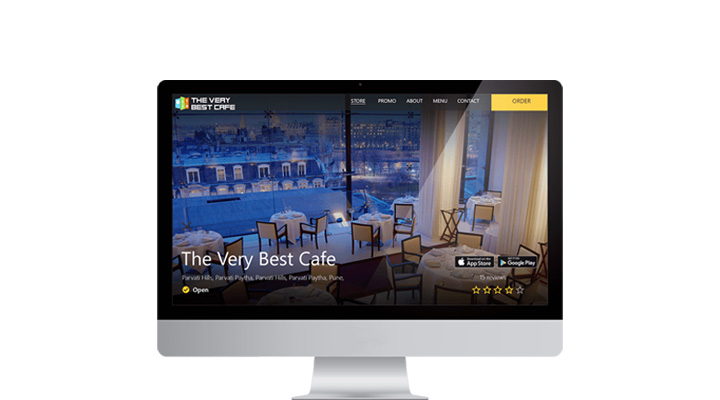 THE VERY
BEST CAFE
STORE PROMO ABOUT MENU CONTACT ORDER
The Very Best Cafe
Download on the
App Store
GET IT ON
Google Play
Parvati Hills, Parvati Paytha, Parvati Hills, Parvati Paytha, Pune,
15 reviews
Open